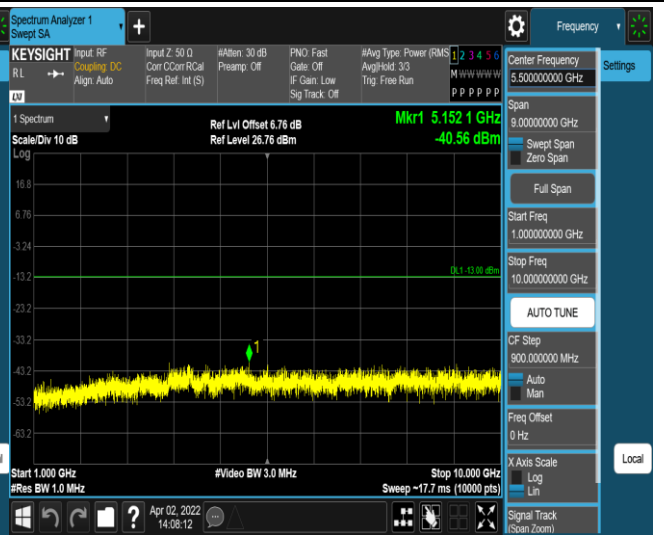 Spectrum Analyzer 1
Swept SA
+
Frequency
KEYSIGHT
RL
Input: RF
Coupling: DC
Align: Auto
Input Z: 50 Ω
Corr CCorr RCal
Freq Ref: Int (S)
#Atten: 30 dB
Preamp: Off
PNO: Fast
Gate: Off
IF Gain: Low
Sig Track: Off
#Avg Type: Power (RMS
Avg|Hold: 3/3
Trig: Free Run
1 2 3 4 5 6
M WW WW W
P P P P P P
LXI
1 Spectrum
Scale/Div 10 dB
Ref Lvl Offset 6.76 dB
Ref Level 26.76 dBm
Mkr1 5.152 1 GHz
-40.56 dBm
Log
16.8
6.76
-3.24
-13.2
-23.2
-33.2
-43.2
-53.2
-63.2
DL1 -13.00 dBm
1
Start 1.000 GHz
#Res BW 1.0 MHz
#Video BW 3.0 MHz
Stop 10.000 GHz
Sweep ~17.7 ms (10000 pts)
?
Apr 02, 2022
14:08:12
Center Frequency
5.500000000 GHz
Settings
Span
9.00000000 GHz
Swept Span
Zero Span
Full Span
Start Freq
1.000000000 GHz
Stop Freq
10.000000000 GHz
AUTO TUNE
CF Step
900.000000 MHz
Auto
Man
Freq Offset
0 Hz
X Axis Scale
Log
Lin
Local
Signal Track
(Span Zoom)